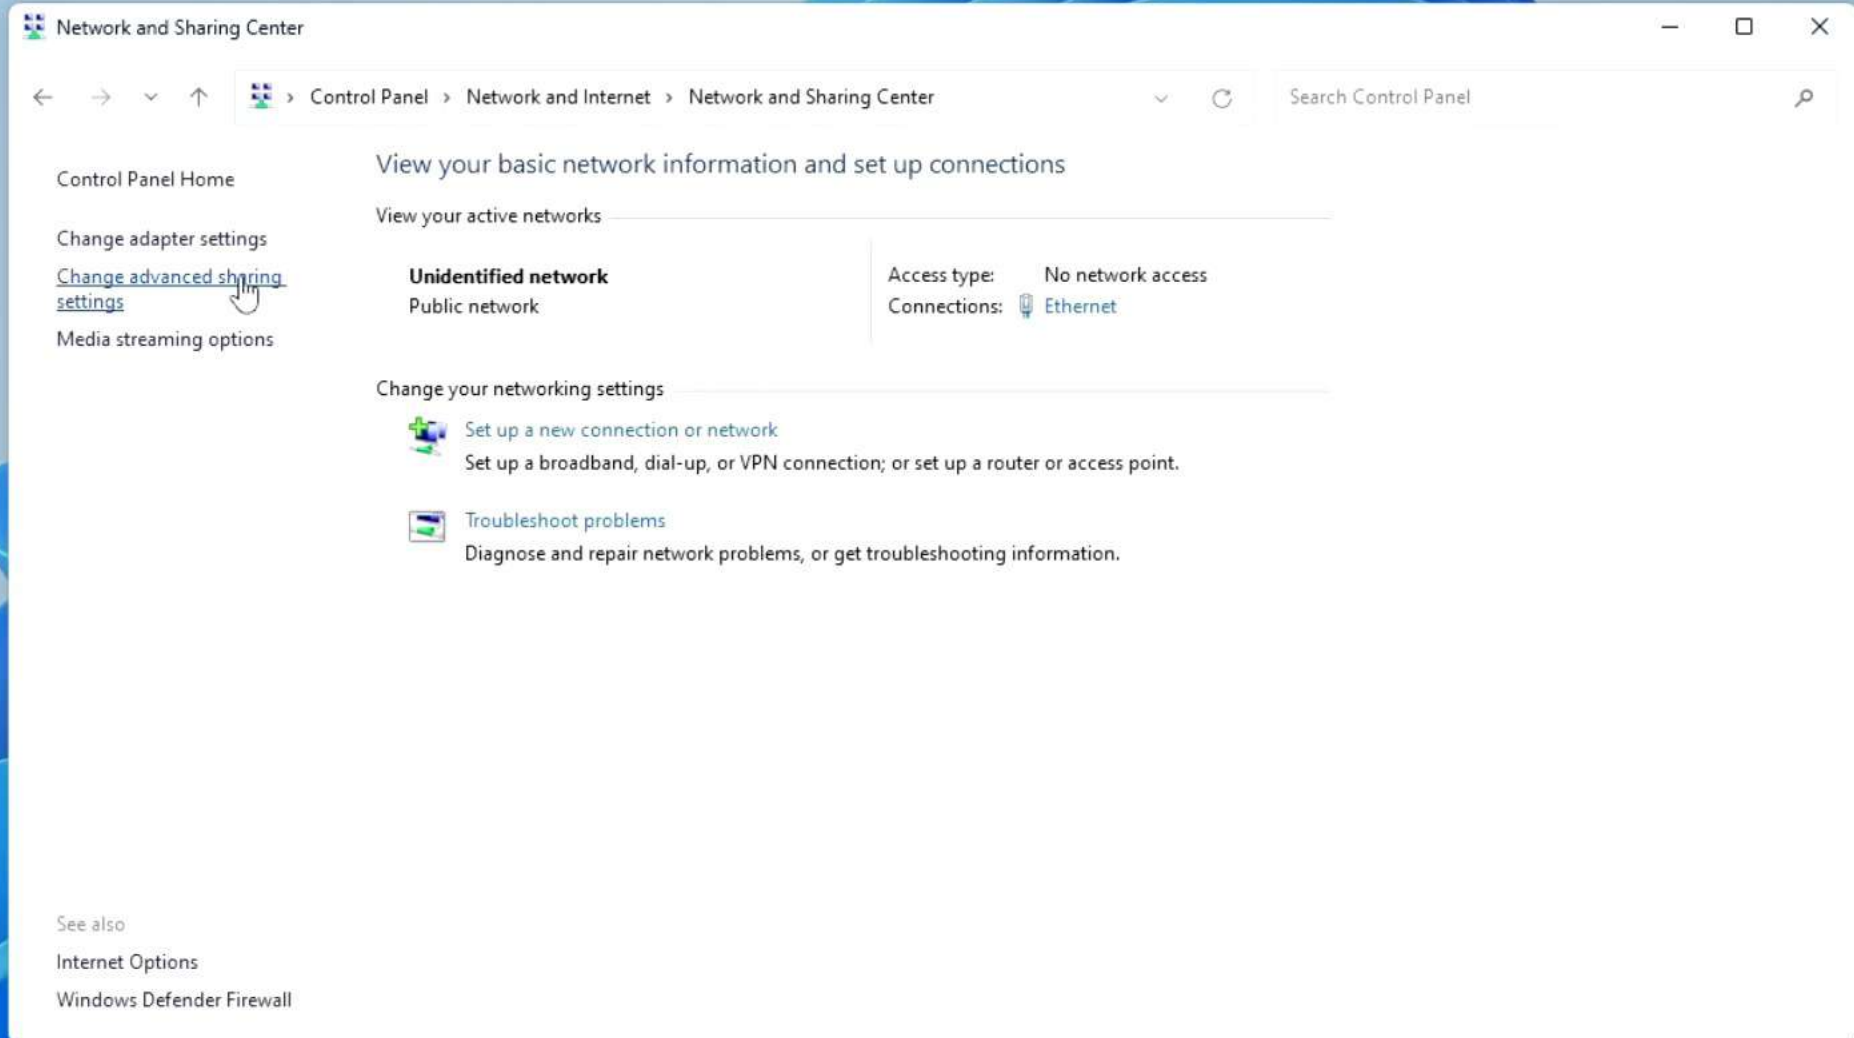 Network and Sharing Center
Control Panel > Network and Internet > Network and Sharing Center
Search Control Panel
Control Panel Home
Change adapter settings
Change advanced sharing
settings
Media streaming options
View your basic network information and set up connections
View your active networks
Unidentified network
Public network
Access type: No network access
Connections: Ethernet
Change your networking settings
Set up a new connection or network
Set up a broadband, dial-up, or VPN connection; or set up a router or access point.
Troubleshoot problems
Diagnose and repair network problems, or get troubleshooting information.
See also
Internet Options
Windows Defender Firewall